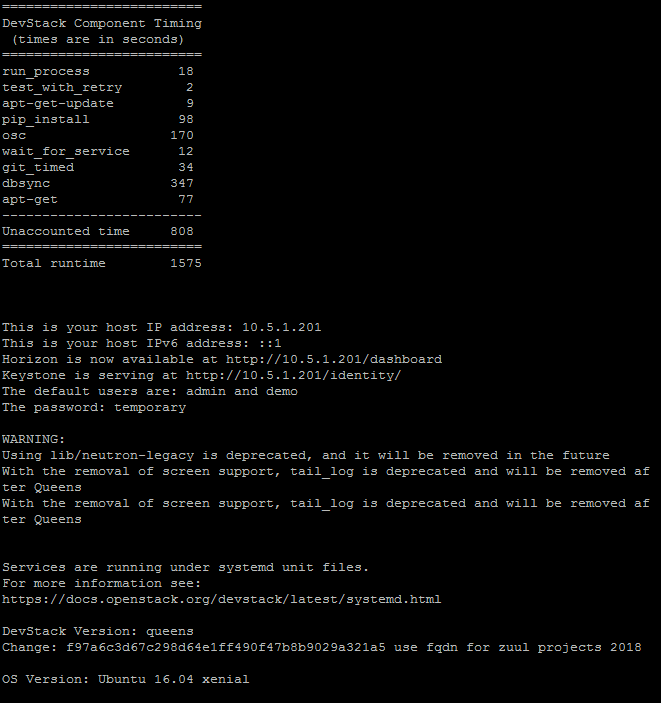 =========================
DevStack Component Timing
 (times are in seconds)
=========================
run_process           18
test_with_retry        2
apt-get-update         9
pip_install           98
osc                  170
wait_for_service      12
git_timed             34
dbsync               347
apt-get               77
-------------------------
Unaccounted time     808
=========================
Total runtime        1575
This is your host IP address: 10.5.1.201
This is your host IPv6 address: ::1
Horizon is now available at http://10.5.1.201/dashboard
Keystone is serving at http://10.5.1.201/identity/
The default users are: admin and demo
The password: temporary
WARNING:
Using lib/neutron-legacy is deprecated, and it will be removed in the future
With the removal of screen support, tail_log is deprecated and will be removed af
ter Queens
With the removal of screen support, tail_log is deprecated and will be removed af
ter Queens
Services are running under systemd unit files.
For more information see:
https://docs.openstack.org/devstack/latest/systemd.html
DevStack Version: queens
Change: f97a6c3d67c298d64e1ff490f47b8b9029a321a5 use fqdn for zuul projects 2018
OS Version: Ubuntu 16.04 xenial